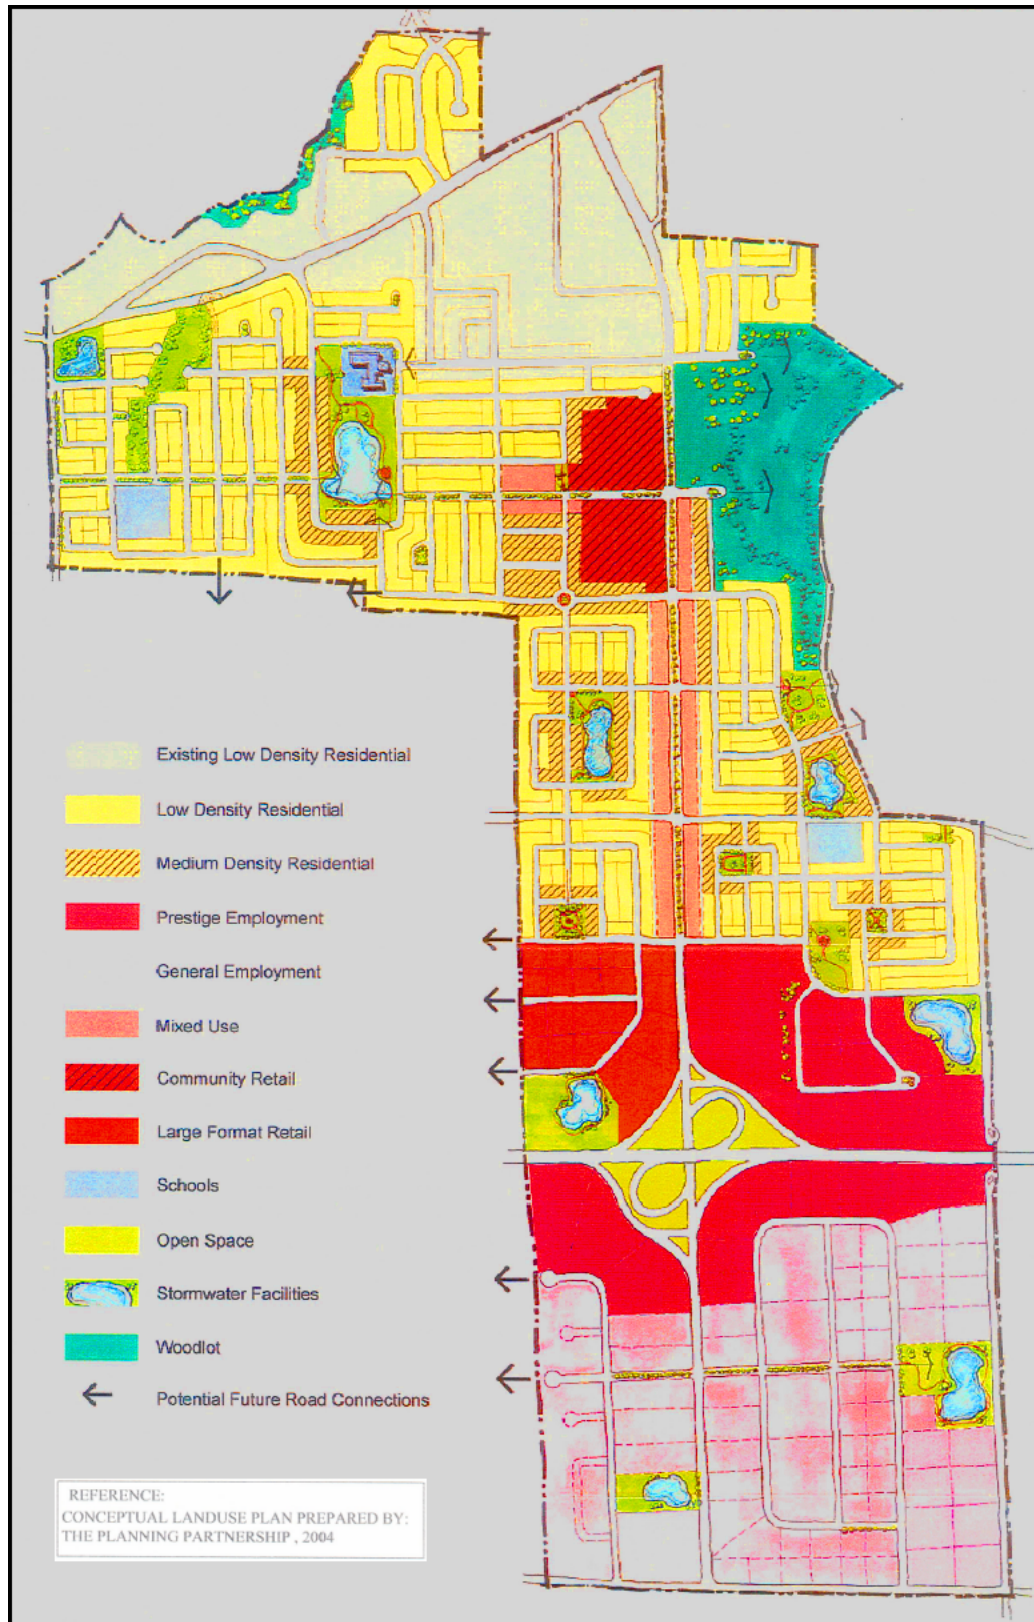 Existing Low Density Residential
Low Density Residential
Medium Density Residential
Prestige Employment
General Employment
Mixed Use
Community Retail
Large Format Retail
Schools
Open Space
Stormwater Facilities
Woodlot
Potential Future Road Connections
REFERENCE:
CONCEPTUAL LANDUSE PLAN PREPARED BY:
THE PLANNING PARTNERSHIP , 2004